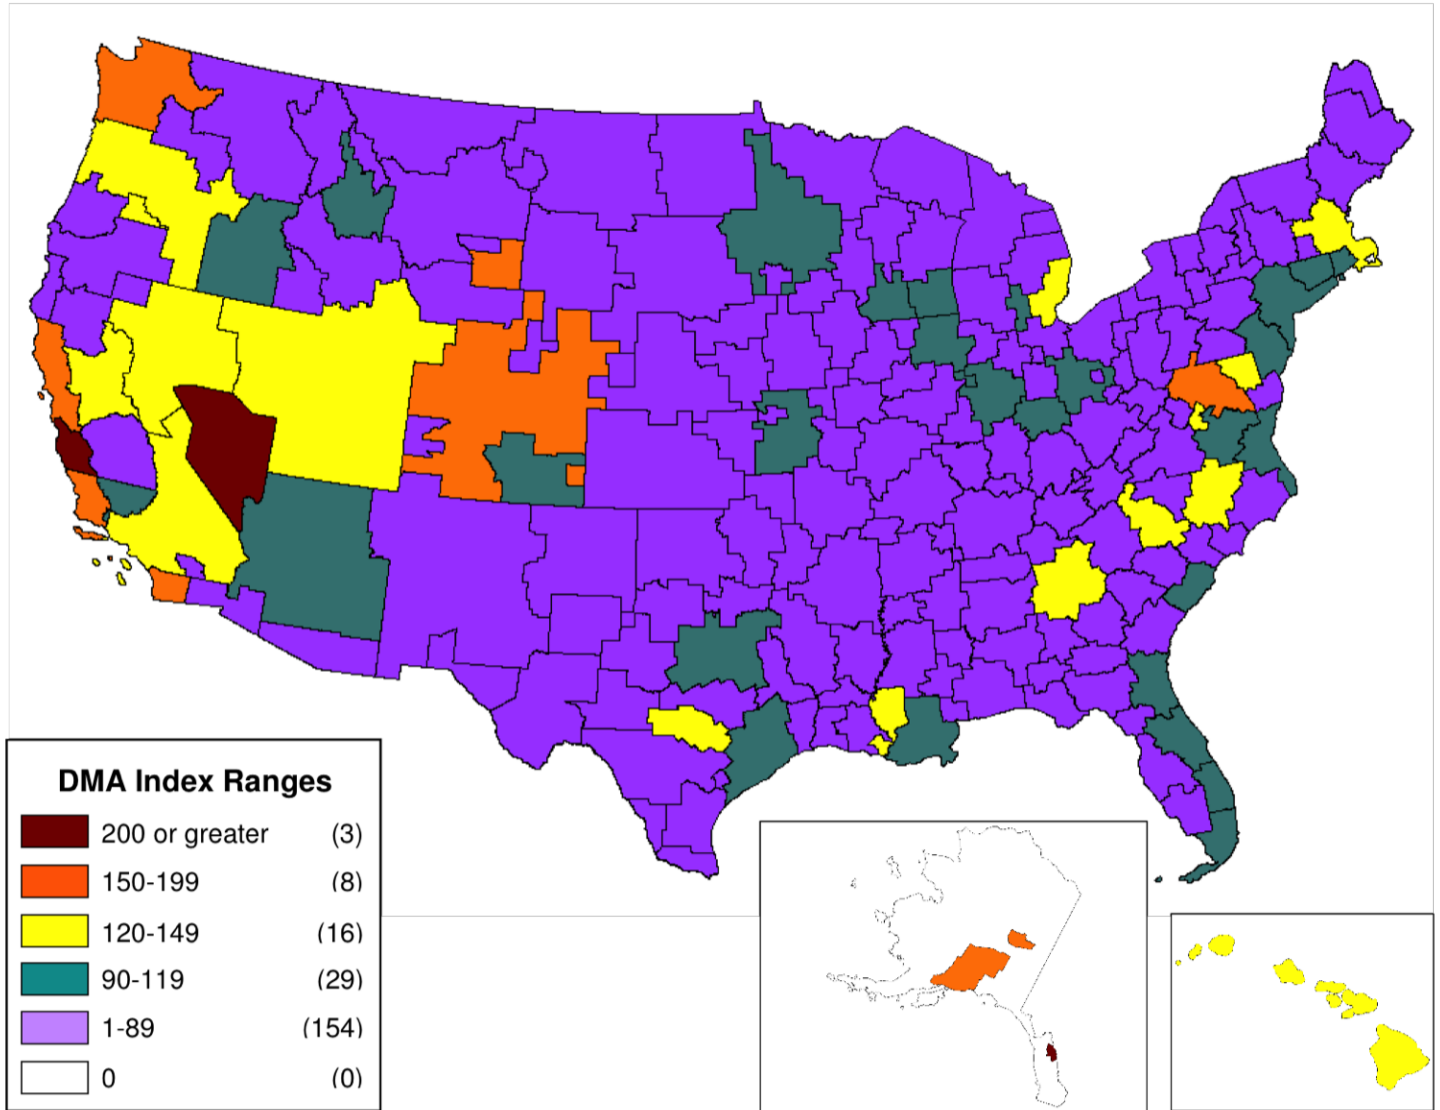 DMA Index Ranges
200 or greater (3)
150-199 (8)
120-149 (16)
90-119 (29)
1-89 (154)
0 (0)